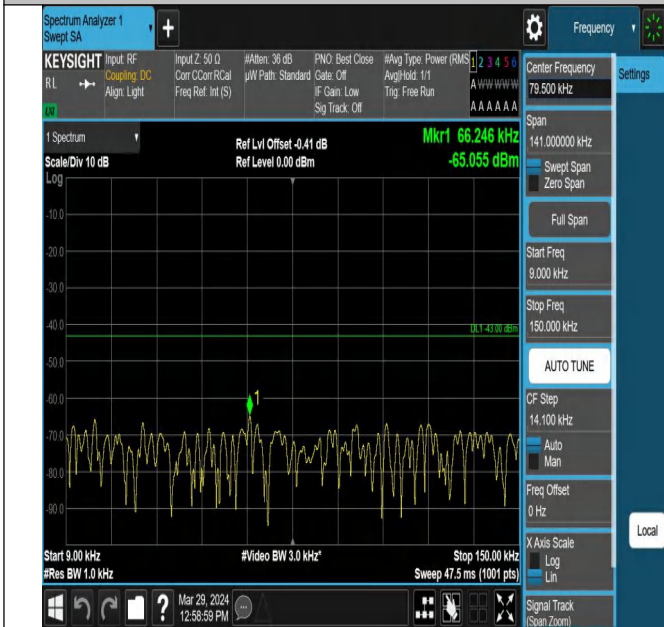 Spectrum Analyzer 1
Swept SA
Frequency
KEYSIGHT
RL
LXI
Input: RF
Coupling: DC
Align: Light
Input Z: 50 Ω
Corr CCorr RCal
Freq Ref: Int (S)
#Atten: 36 dB
µW Path: Standard
PNO: Best Close
Gate: Off
IF Gain: Low
Sig Track: Off
#Avg Type: Power (RMS
Avg|Hold: 1/1
Trig: Free Run
1 2 3 4 5 6
A W W W W W
A A A A A A
1 Spectrum
Scale/Div 10 dB
Ref Lvl Offset -0.41 dB
Ref Level 0.00 dBm
Mkr1 66.246 kHz
-65.055 dBm
Log
-10.0
-20.0
-30.0
-40.0
DL1 -43.00 dBm
-50.0
-60.0
1
-70.0
-80.0
-90.0
Start 9.00 kHz
#Res BW 1.0 kHz
#Video BW 3.0 kHz*
Stop 150.00 kHz
Sweep 47.5 ms (1001 pts)
Mar 29, 2024
12:58:59 PM
Center Frequency
79.500 kHz
Settings
Span
141.000000 kHz
Swept Span
Zero Span
Full Span
Start Freq
9.000 kHz
Stop Freq
150.000 kHz
AUTO TUNE
CF Step
14.100 kHz
Auto
Man
Freq Offset
0 Hz
Local
X Axis Scale
Log
Lin
Signal Track
(Span Zoom)